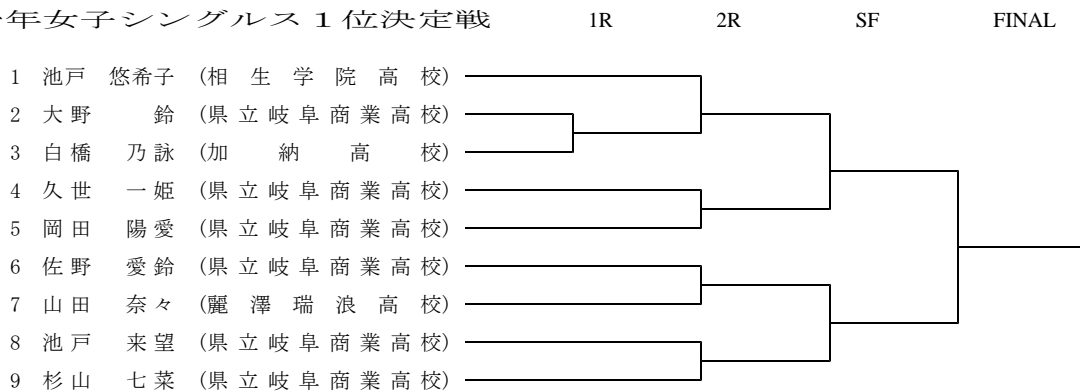 年女子シングルス１位決定戦 1R 2R SF FINAL
1 池戸 悠希子 (相生学院高校)
2 大野 鈴 (県立岐阜商業高校)
3 白橋 乃詠 (加納高校)
4 久世 一姫 (県立岐阜商業高校)
5 岡田 陽愛 (県立岐阜商業高校)
6 佐野 愛鈴 (県立岐阜商業高校)
7 山田 奈々 (麗澤瑞浪高校)
8 池戸 来望 (県立岐阜商業高校)
9 杉山 七菜 (県立岐阜商業高校)